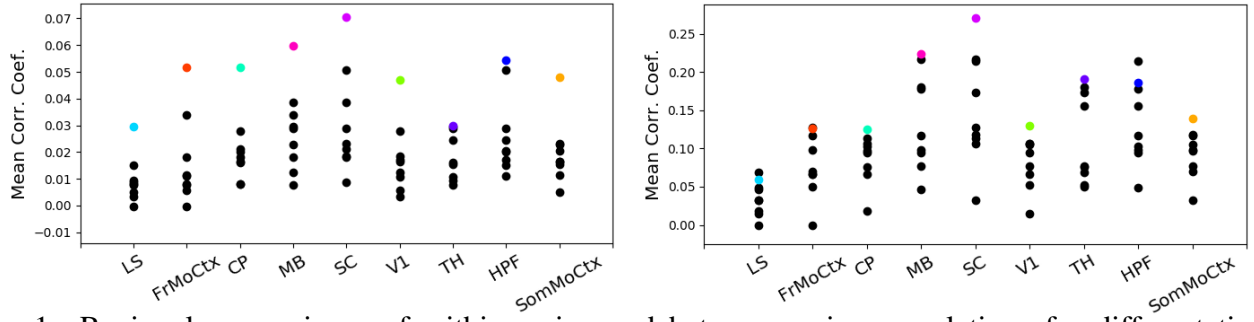 Mean Corr. Coef.
0.07
0.06
0.05
0.04
0.03
0.02
0.01
0.00
−0.01
LS
FrMoCtx
CP
MB
SC
V1
TH
HPF
SomMoCtx
Mean Corr. Coef.
0.25
0.20
0.15
0.10
0.05
0.00
LS
FrMoCtx
CP
MB
SC
V1
TH
HPF
SomMoCtx